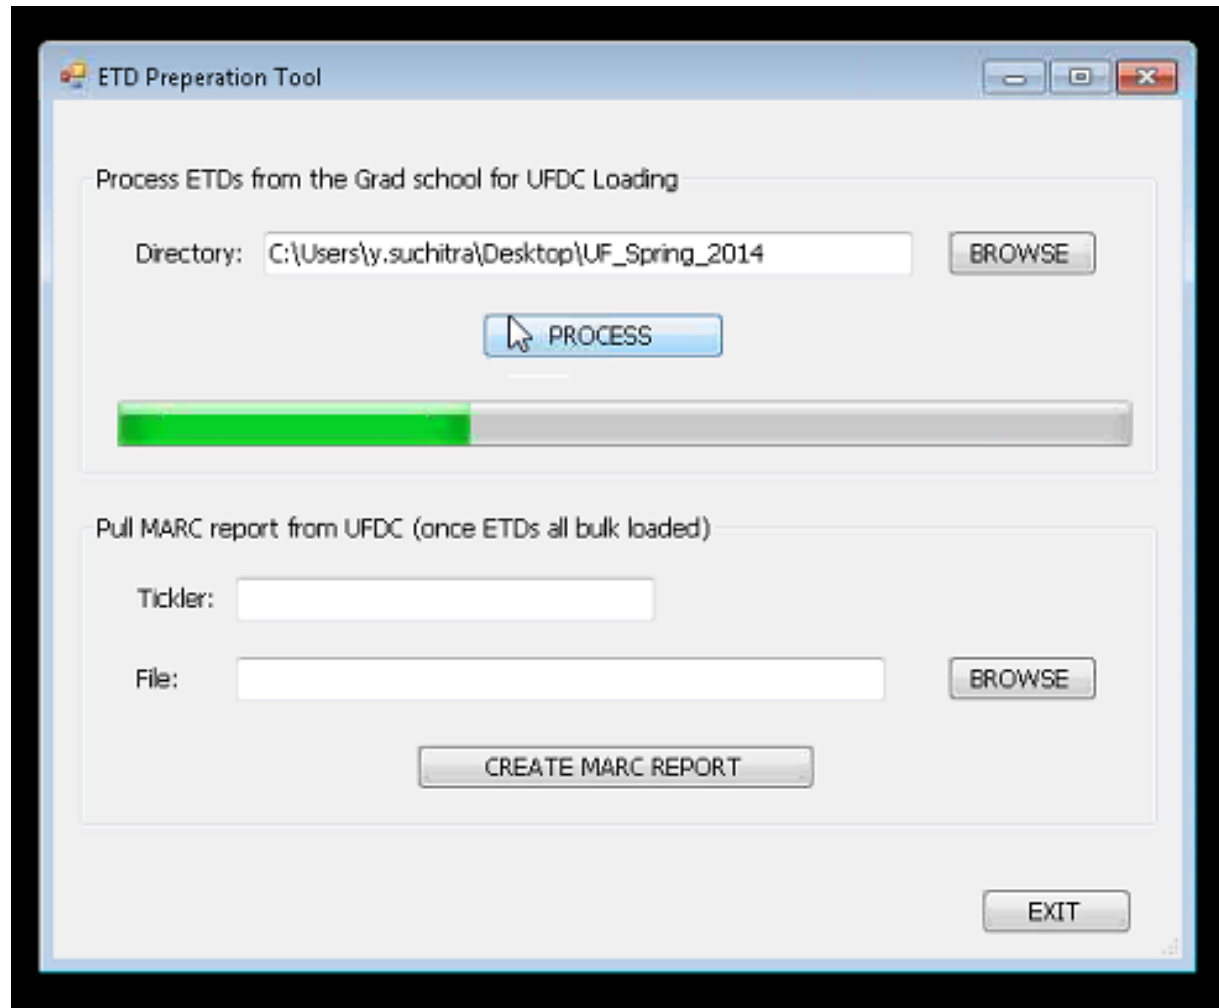 ETD Preperation Tool
Process ETDs from the Grad school for UFDC Loading
Directory: C:\Users\y.suchitra\Desktop\UF_Spring_2014 BROWSE
PROCESS
Pull MARC report from UFDC (once ETDs all bulk loaded)
Tickler:
File: BROWSE
CREATE MARC REPORT
EXIT